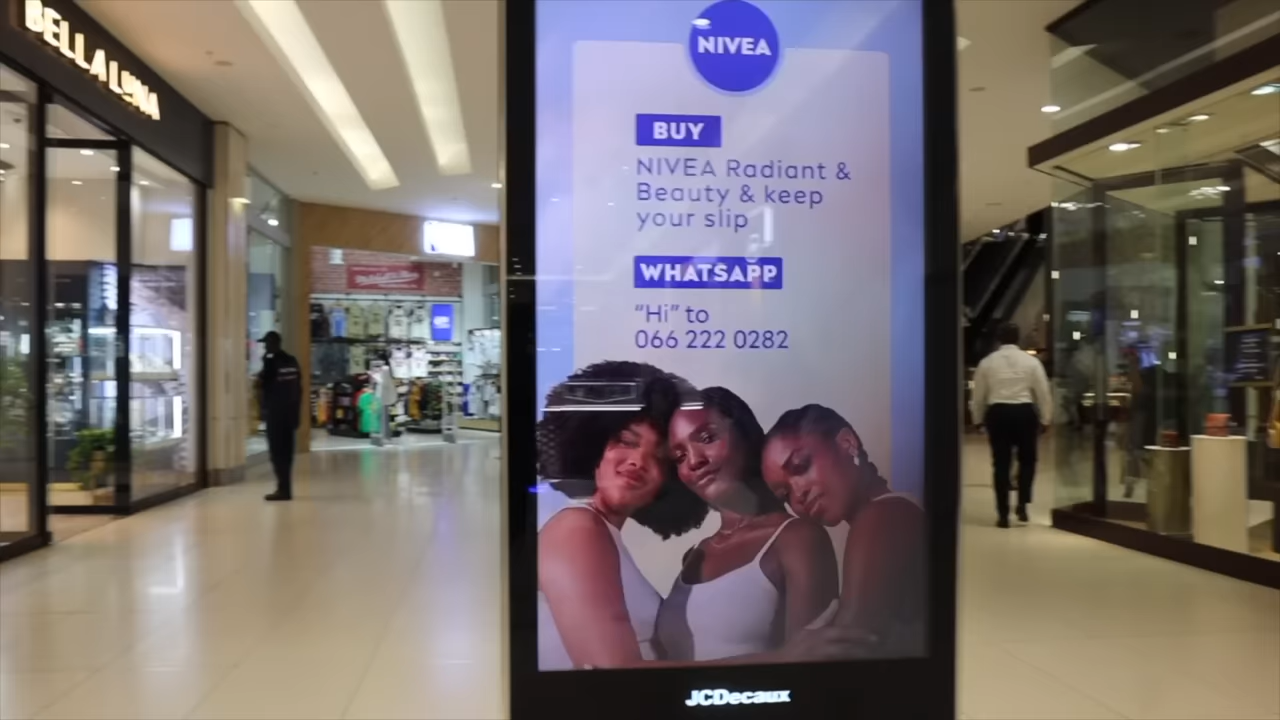 BELLA LUNA
NIVEA
BUY
NIVEA Radiant &
Beauty & keep
your slip
WHATSAPP
“Hi” to
066 222 0282
JCDecaux